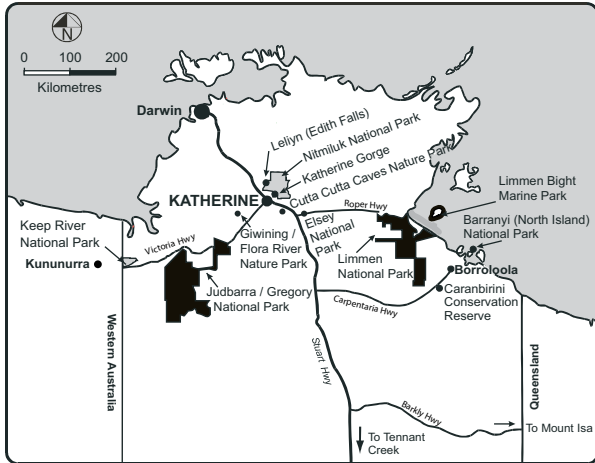 N
0 100 200
Kilometres
Darwin
Leliyn (Edith Falls)
Nitmiluk National Park
Katherine Gorge
Cutta Cutta Caves Nature Park
KATHERINE
Roper Hwy
Limmen Bight
Marine Park
Barranyi (North Island)
National Park
Keep River
National Park
Victoria Hwy
Giwining /
Flora River
Nature Park
Elsey
National
Park
Limmen
National Park
Kununurra
Borroloola
Judbarra / Gregory
National Park
Carpentaria Hwy
Caranbirini
Conservation
Reserve
Western Australia
Stuart Hwy
Queensland
Barkly Hwy
To Mount Isa
To Tennant
Creek